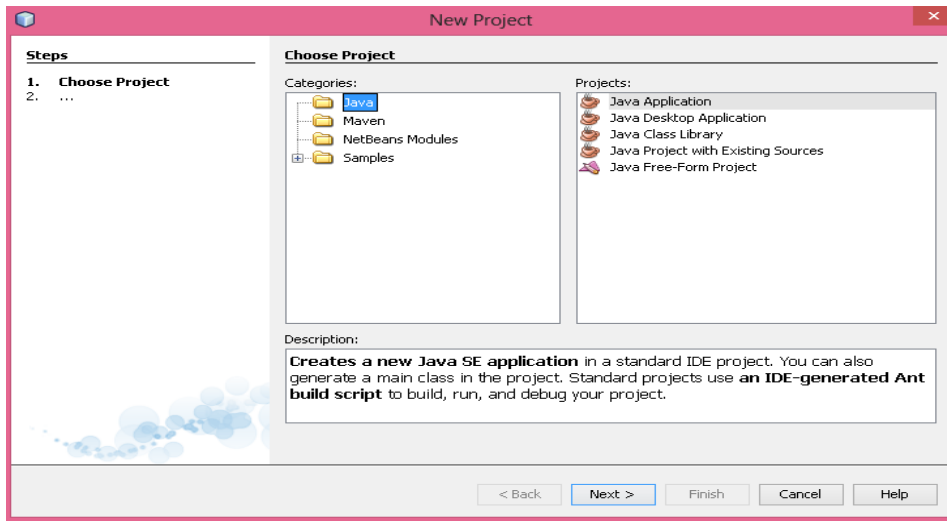 New Project
Steps
1. Choose Project
2. ...
Choose Project
Categories:
Java
Maven
NetBeans Modules
Samples
Projects:
Java Application
Java Desktop Application
Java Class Library
Java Project with Existing Sources
Java Free-Form Project
Description:
Creates a new Java SE application in a standard IDE project. You can also
generate a main class in the project. Standard projects use an IDE-generated Ant
build script to build, run, and debug your project.
< Back Next > Finish Cancel Help